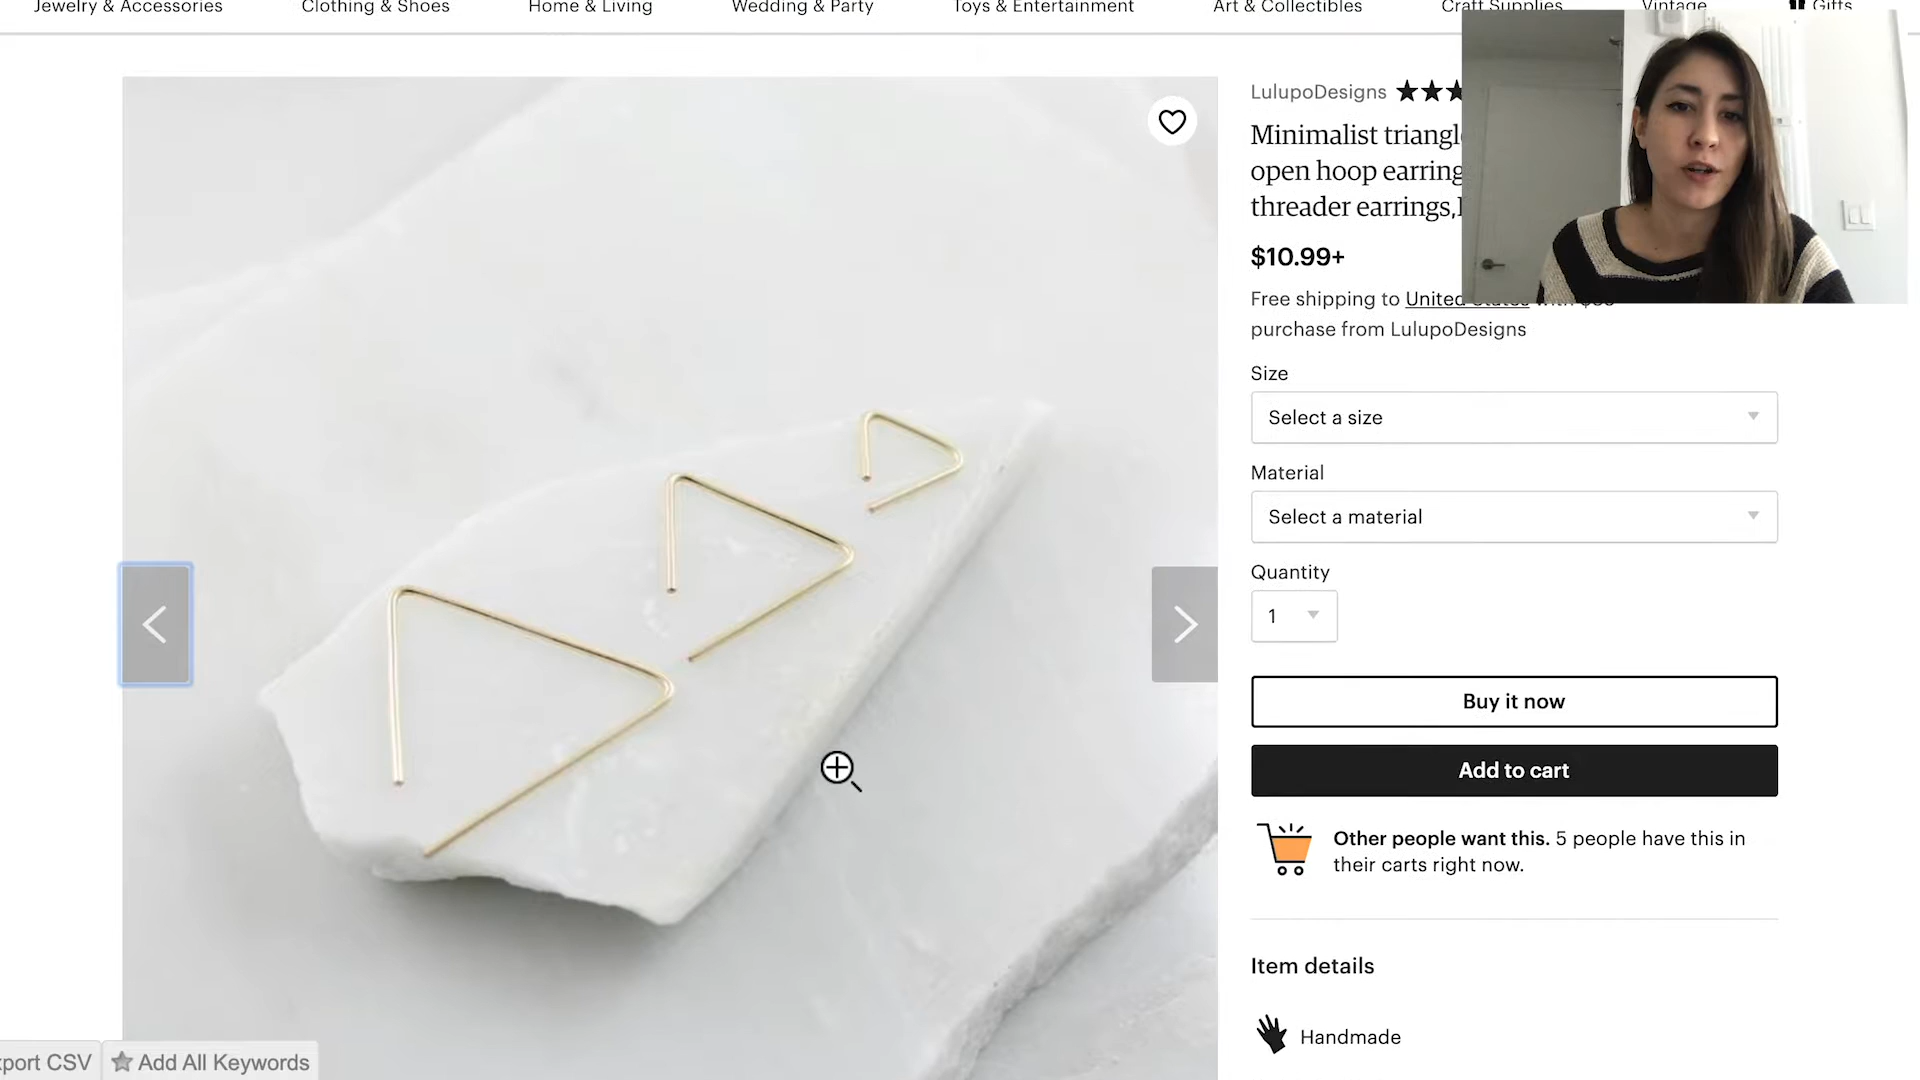 Jewelry & Accessories Clothing & Shoes Home & Living Wedding & Party Toys & Entertainment Art & Collectibles Craft Supplies Vintage Gifts
LulupoDesigns
Minimalist
open hoop
threader earrings,
$10.99+
Free shipping to United States with
purchase from LulupoDesigns
Size
Select a size
Material
Select a material
Quantity
1
Buy it now
Add to cart
Other people want this. 5 people have this in
their carts right now.
Item details
Handmade
CSV Add All Keywords